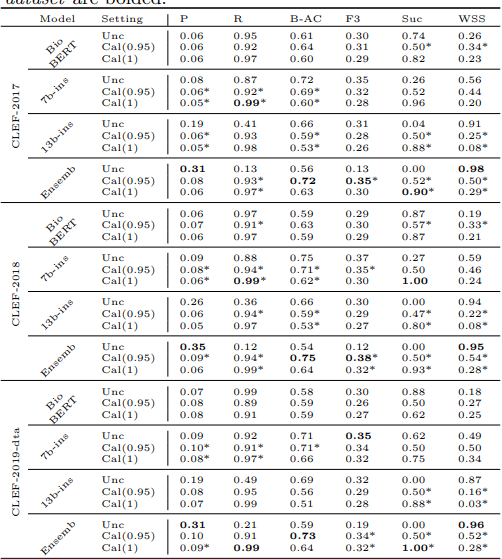 dataset are bolded.
Model Setting P R B-AC F3 Suc WSS
CLEF-2017
Bio BERT
Unc 0.06 0.95 0.61 0.30 0.74 0.26
Cal(0.95) 0.06 0.92 0.64 0.31 0.50* 0.34*
Cal(1) 0.06 0.97 0.60 0.29 0.82 0.23
7b-ins
Unc 0.08 0.87 0.72 0.35 0.26 0.56
Cal(0.95) 0.06* 0.92* 0.69* 0.32 0.52 0.44
Cal(1) 0.05* 0.99* 0.60* 0.28 0.96 0.20
13b-ins
Unc 0.19 0.41 0.66 0.31 0.04 0.91
Cal(0.95) 0.06* 0.93 0.59* 0.28 0.50* 0.25*
Cal(1) 0.05* 0.98 0.53* 0.26 0.88* 0.08*
Ensemb
Unc 0.31 0.13 0.56 0.13 0.00 0.98
Cal(0.95) 0.08 0.93* 0.72 0.35* 0.52* 0.50*
Cal(1) 0.06 0.97* 0.63 0.30 0.90* 0.29*
CLEF-2018
Bio BERT
Unc 0.06 0.97 0.59 0.29 0.87 0.19
Cal(0.95) 0.07 0.91* 0.63 0.30 0.57* 0.33*
Cal(1) 0.06 0.97 0.59 0.29 0.87 0.21
7b-ins
Unc 0.09 0.88 0.75 0.37 0.27 0.59
Cal(0.95) 0.08* 0.94* 0.71* 0.35* 0.50 0.46
Cal(1) 0.06* 0.99* 0.62* 0.30 1.00 0.24
13b-ins
Unc 0.26 0.36 0.66 0.30 0.00 0.94
Cal(0.95) 0.06 0.94* 0.59* 0.29 0.47* 0.22*
Cal(1) 0.05 0.97 0.53* 0.27 0.80* 0.08*
Ensemb
Unc 0.35 0.12 0.54 0.12 0.00 0.95
Cal(0.95) 0.09* 0.94* 0.75 0.38* 0.50* 0.54*
Cal(1) 0.06 0.99* 0.64 0.32* 0.93* 0.28*
CLEF-2019-dta
Bio BERT
Unc 0.07 0.99 0.58 0.30 0.88 0.18
Cal(0.95) 0.08 0.89 0.59 0.26 0.50 0.27
Cal(1) 0.08 0.91 0.59 0.27 0.62 0.25
7b-ins
Unc 0.09 0.92 0.71 0.35 0.62 0.49
Cal(0.95) 0.10* 0.91* 0.71* 0.34 0.50 0.50
Cal(1) 0.08* 0.97* 0.66 0.32 0.75 0.34
13b-ins
Unc 0.19 0.49 0.69 0.32 0.00 0.87
Cal(0.95) 0.08 0.95 0.56 0.29 0.50* 0.16*
Cal(1) 0.07 0.99 0.51 0.28 0.88* 0.03*
Ensemb
Unc 0.31 0.21 0.59 0.19 0.00 0.96
Cal(0.95) 0.10 0.91 0.73 0.34* 0.50* 0.52*
Cal(1) 0.09* 0.99 0.64 0.32* 1.00* 0.28*